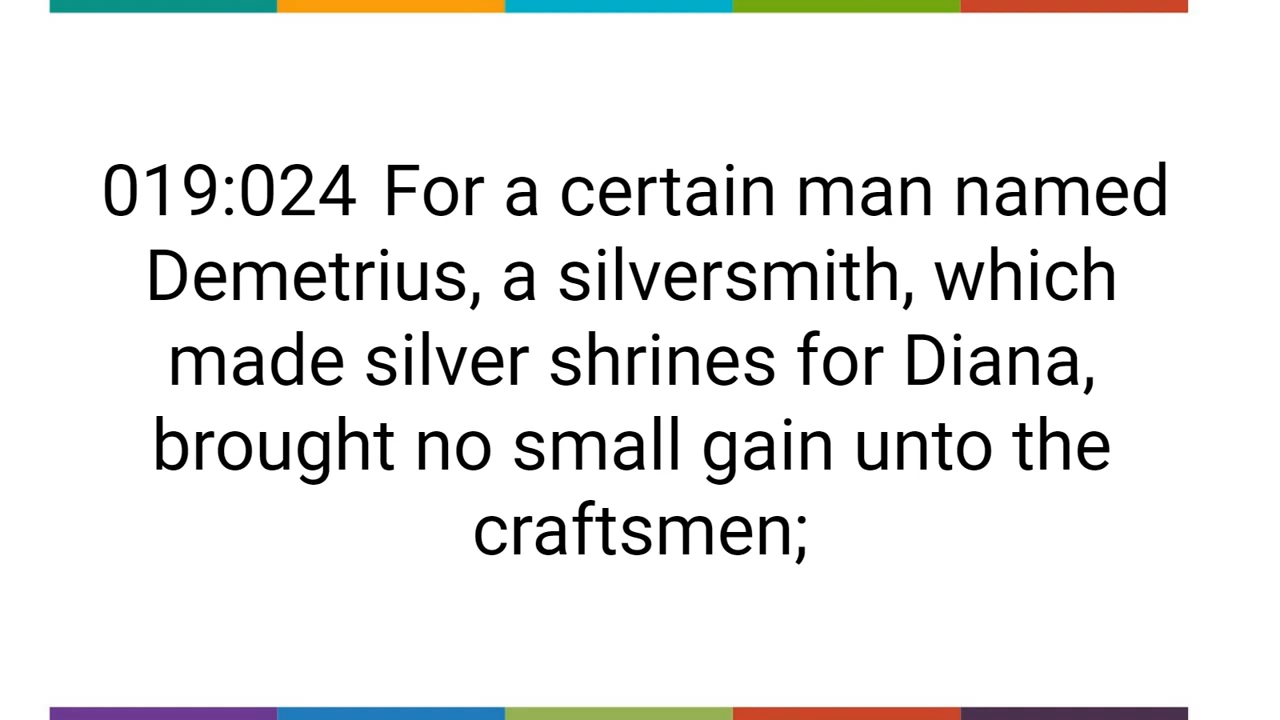 019:024 For a certain man named
Demetrius, a silversmith, which
made silver shrines for Diana,
brought no small gain unto the
craftsmen;